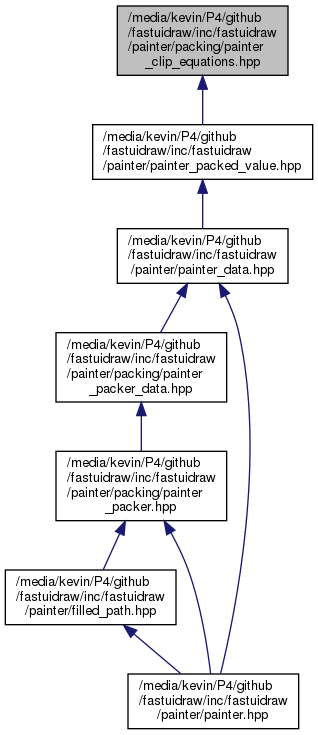 /media/kevin/P4/github
/fastuidraw/inc/fastuidraw
/painter/packing/painter
_clip_equations.hpp
/media/kevin/P4/github
/fastuidraw/inc/fastuidraw
/painter/painter_packed_value.hpp
/media/kevin/P4/github
/fastuidraw/inc/fastuidraw
/painter/painter_data.hpp
/media/kevin/P4/github
/fastuidraw/inc/fastuidraw
/painter/packing/painter
_packer_data.hpp
/media/kevin/P4/github
/fastuidraw/inc/fastuidraw
/painter/packing/painter
_packer.hpp
/media/kevin/P4/github
/fastuidraw/inc/fastuidraw
/painter/filled_path.hpp
/media/kevin/P4/github
/fastuidraw/inc/fastuidraw
/painter/painter.hpp